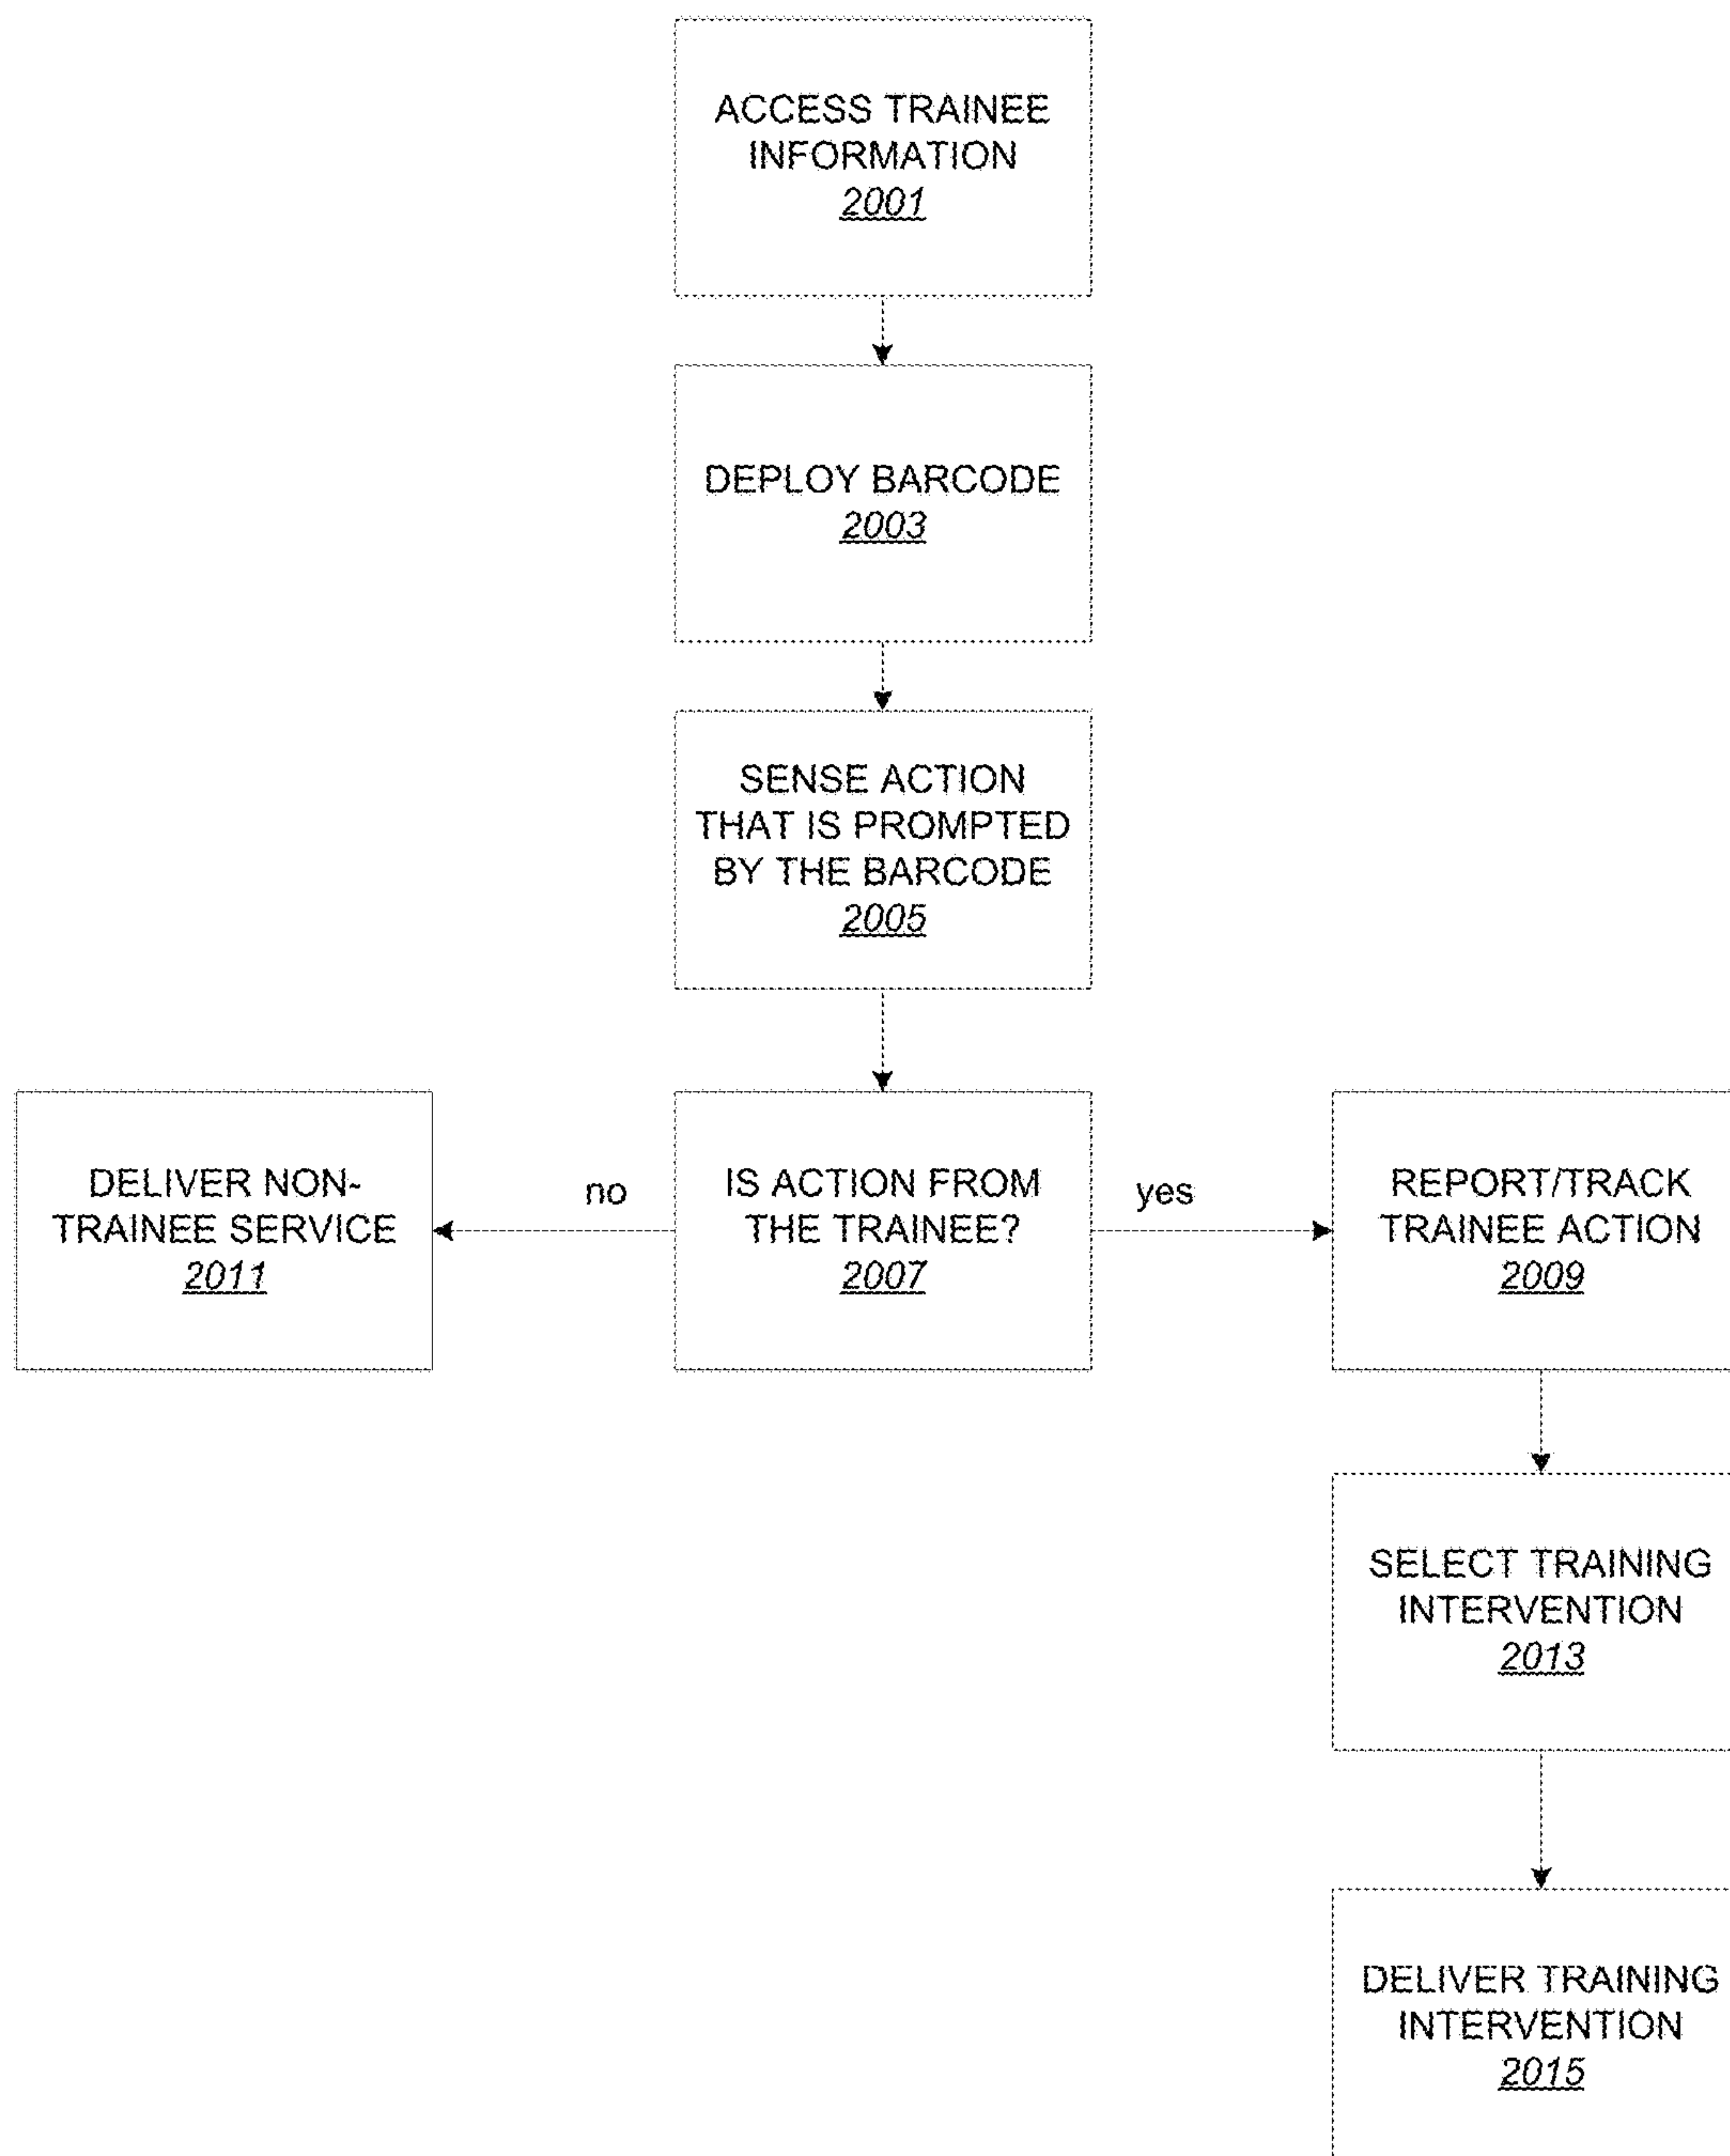 ACCESS TRAINEE
INFORMATION
2001
DEPLOY BARCODE
2003
SENSE ACTION
THAT IS PROMPTED
BY THE BARCODE
2005
DELIVER NON-
TRAINEE SERVICE
2011
no
IS ACTION FROM
THE TRAINEE?
2007
yes
REPORT/TRACK
TRAINEE ACTION
2009
SELECT TRAINING
INTERVENTION
2013
DELIVER TRAINING
INTERVENTION
2015